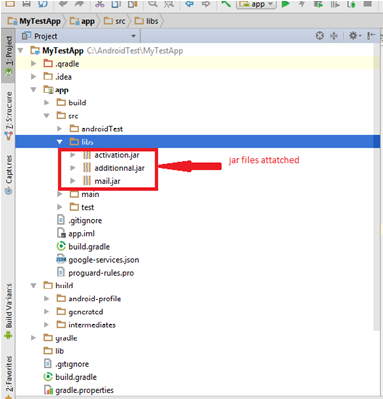 app
MyTestApp
app
src
libs
Project
MyTestApp C:\AndroidTest\MyTestApp
.gradle
.idea
app
build
src
androidTest
libs
activation.jar
additionnal.jar
mail.jar
jar files attatched
main
test
.gitignore
app.iml
build.gradle
google-services.json
proguard-rules.pro
build
android-profile
generated
intermediates
gradle
lib
.gitignore
build.gradle
gradle.properties
1: Project
7: Structure
Captures
Build Variants
2: Favorites